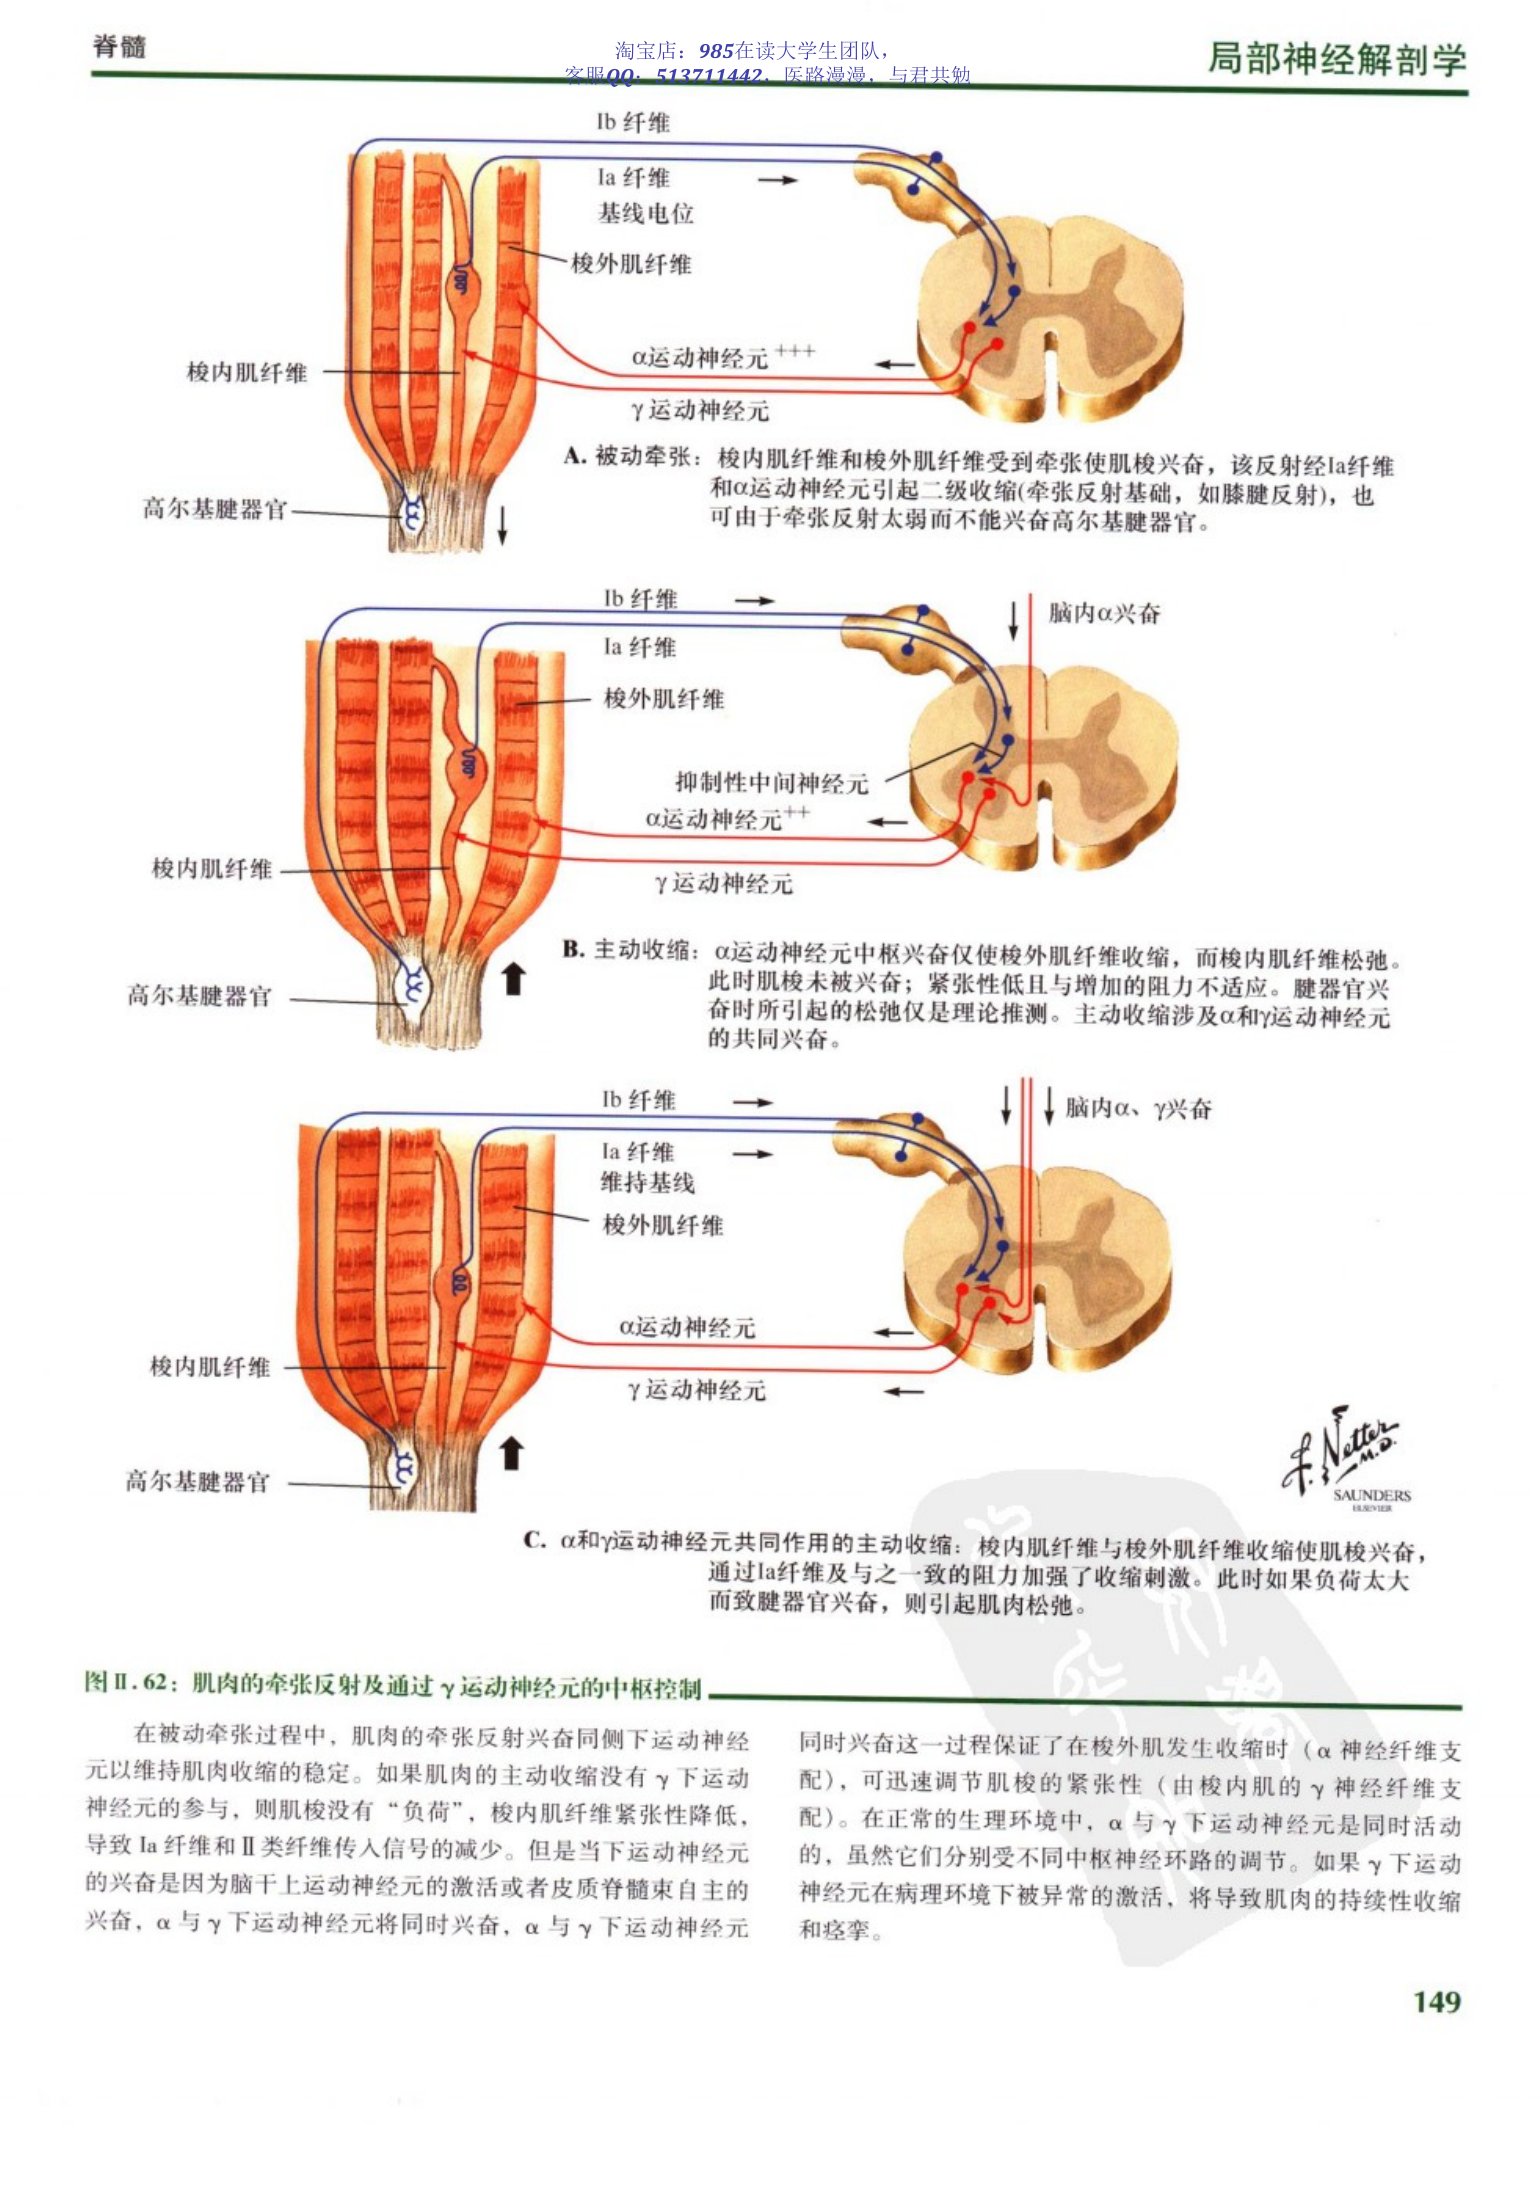 脊髓
淘宝店：985在读大学生团队，
客服QQ：513711442，医路漫漫，与君共勉
局部神经解剖学
Ib 纤维
Ia 纤维
基线电位
梭外肌纤维
α运动神经元+++
梭内肌纤维
γ运动神经元
高尔基腱器官
A. 被动牵张：梭内肌纤维和梭外肌纤维受到牵张使肌梭兴奋，该反射经Ia纤维
和α运动神经元引起二级收缩(牵张反射基础，如膝腱反射)，也
可由于牵张反射太弱而不能兴奋高尔基腱器官。
Ib 纤维
脑内α兴奋
Ia 纤维
梭外肌纤维
抑制性中间神经元
α运动神经元++
梭内肌纤维
γ运动神经元
高尔基腱器官
B. 主动收缩：α运动神经元中枢兴奋仅使梭外肌纤维收缩，而梭内肌纤维松弛。
此时肌梭未被兴奋；紧张性低且与增加的阻力不适应。腱器官兴
奋时所引起的松弛仅是理论推测。主动收缩涉及α和γ运动神经元
的共同兴奋。
Ib 纤维
脑内α、γ兴奋
Ia 纤维
维持基线
梭外肌纤维
α运动神经元
梭内肌纤维
γ运动神经元
高尔基腱器官
F. Netter
M.D.
SAUNDERS
ELSEVIER
C. α和γ运动神经元共同作用的主动收缩：梭内肌纤维与梭外肌纤维收缩使肌梭兴奋，
通过Ia纤维及与之一致的阻力加强了收缩刺激。此时如果负荷太大
而致腱器官兴奋，则引起肌肉松弛。
图Ⅱ.62：肌肉的牵张反射及通过γ运动神经元的中枢控制
在被动牵张过程中，肌肉的牵张反射兴奋同侧下运动神经
元以维持肌肉收缩的稳定。如果肌肉的主动收缩没有γ下运动
神经元的参与，则肌梭没有“负荷”，梭内肌纤维紧张性降低，
导致 Ia 纤维和Ⅱ类纤维传入信号的减少。但是当下运动神经元
的兴奋是因为脑干上运动神经元的激活或者皮质脊髓束自主的
兴奋，α与γ下运动神经元将同时兴奋，α与γ下运动神经元
同时兴奋这一过程保证了在梭外肌发生收缩时（α神经纤维支
配），可迅速调节肌梭的紧张性（由梭内肌的γ神经纤维支
配）。在正常的生理环境中，α与γ下运动神经元是同时活动
的，虽然它们分别受不同中枢神经环路的调节。如果γ下运动
神经元在病理环境下被异常的激活，将导致肌肉的持续性收缩
和痉挛。
149